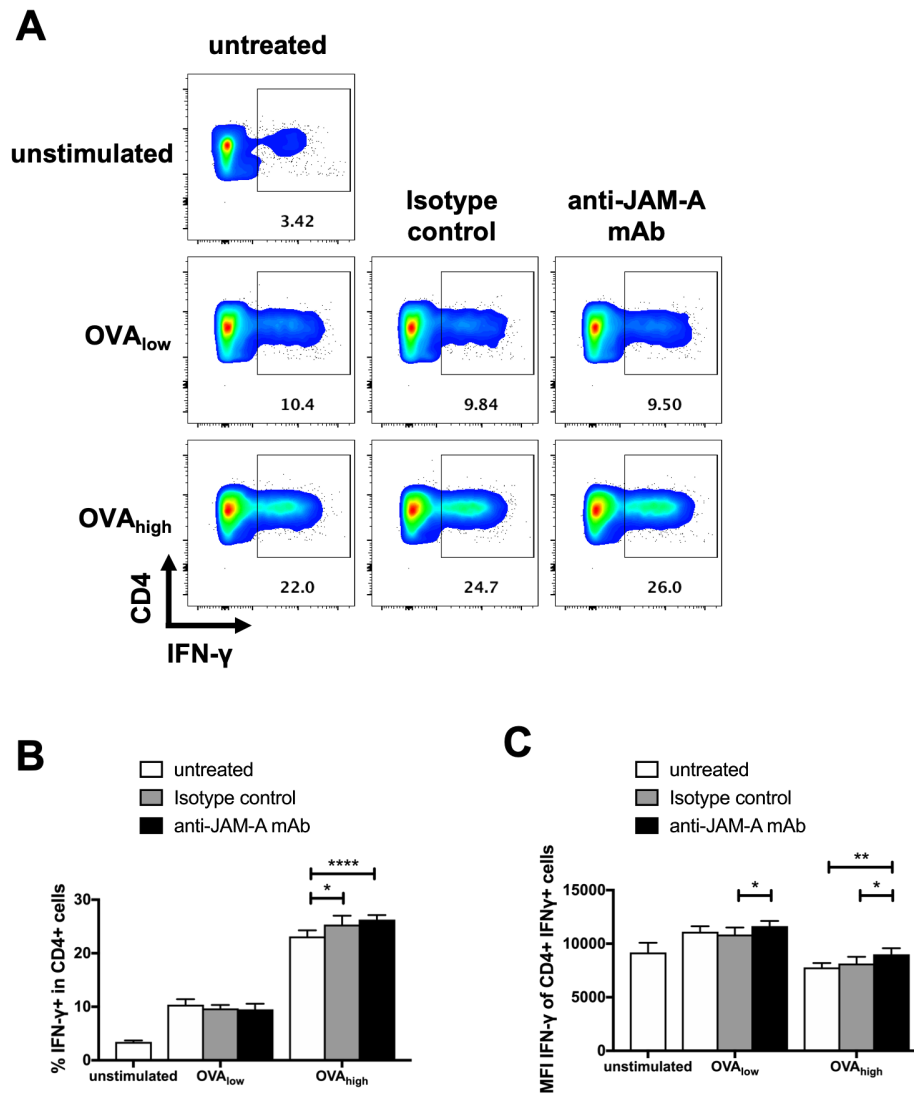 A
untreated
unstimulated
3.42
Isotype
control
anti-JAM-A
mAb
OVAlow
10.4
9.84
9.50
OVAhigh
22.0
24.7
26.0
CD4
IFN-γ
B
untreated
Isotype control
anti-JAM-A mAb
% IFN-γ+ in CD4+ cells
30
20
10
0
****
*
unstimulated
OVAlow
OVAhigh
C
untreated
Isotype control
anti-JAM-A mAb
MFI IFN-γ of CD4+ IFNγ+ cells
15000
10000
5000
0
*
**
*
unstimulated
OVAlow
OVAhigh